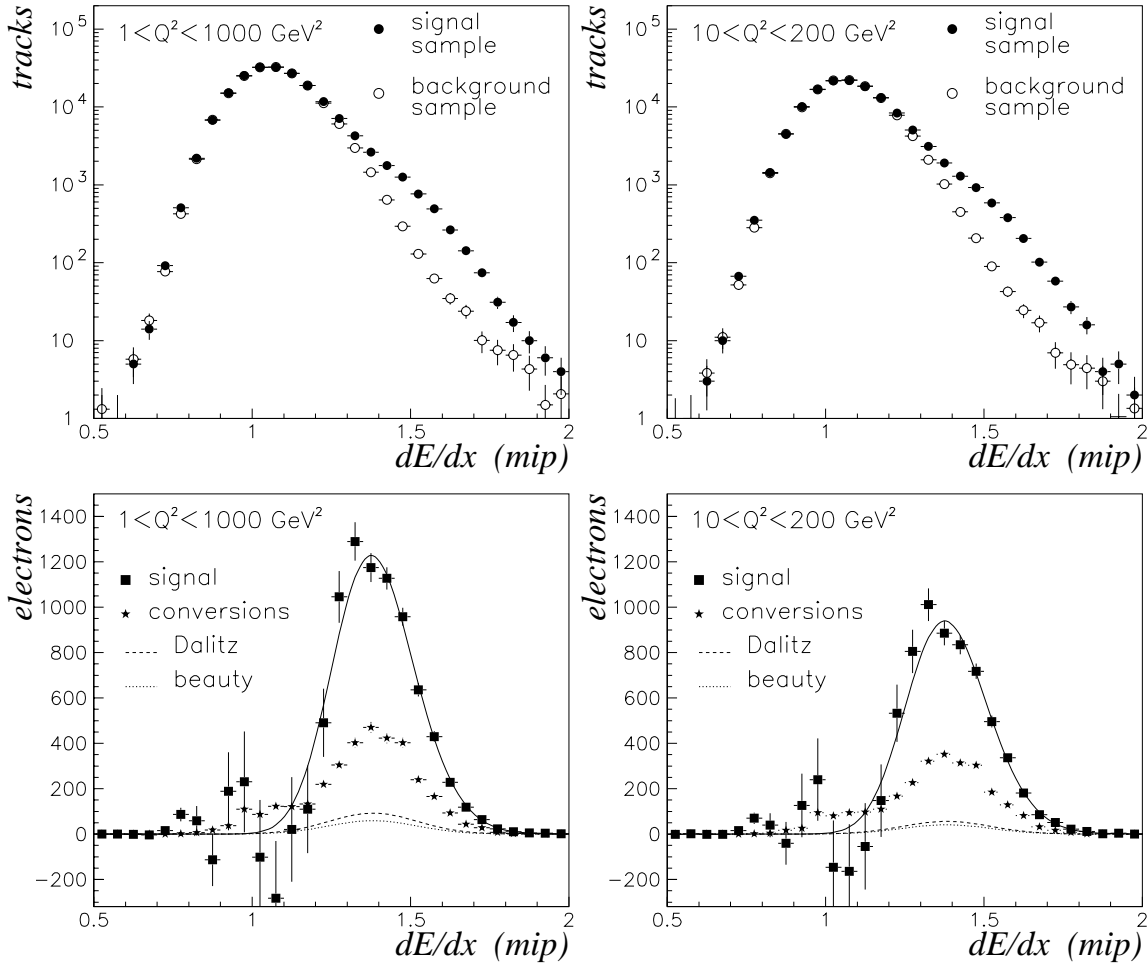 tracks
10^5
10^4
10^3
10^2
10
1
1<Q²<1000 GeV²
signal
sample
background
sample
0.5 1 1.5 2
dE/dx (mip)
tracks
10^5
10^4
10^3
10^2
10
1
10<Q²<200 GeV²
signal
sample
background
sample
0.5 1 1.5 2
dE/dx (mip)
electrons
1400
1200
1000
800
600
400
200
0
−200
1<Q²<1000 GeV²
signal
conversions
Dalitz
beauty
0.5 1 1.5 2
dE/dx (mip)
electrons
1400
1200
1000
800
600
400
200
0
−200
10<Q²<200 GeV²
signal
conversions
Dalitz
beauty
0.5 1 1.5 2
dE/dx (mip)